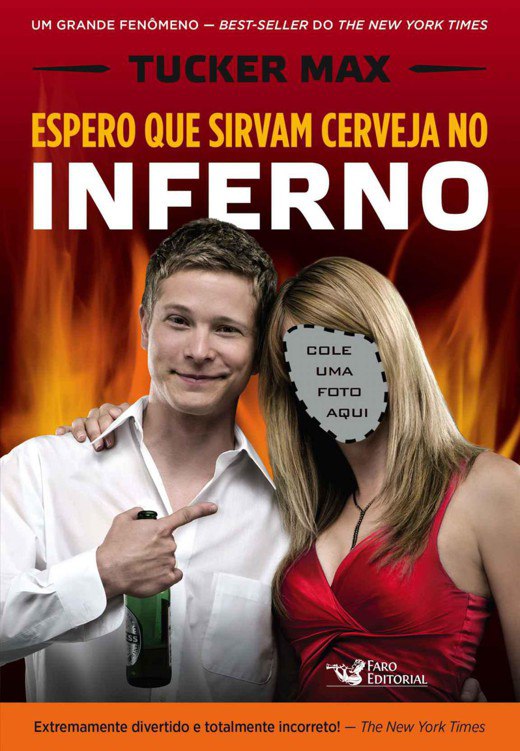 UM GRANDE FENÔMENO — BEST-SELLER DO THE NEW YORK TIMES
TUCKER MAX
ESPERO QUE SIRVAM CERVEJA NO
INFERNO
COLE
UMA
FOTO
AQUI
FARO
EDITORIAL
Extremamente divertido e totalmente incorreto! — The New York Times